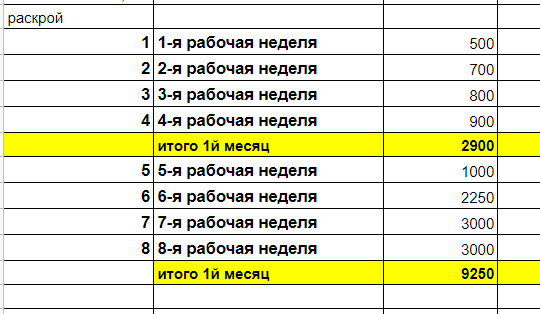 раскрой
1 1-я рабочая неделя 500
2 2-я рабочая неделя 700
3 3-я рабочая неделя 800
4 4-я рабочая неделя 900
итого 1й месяц 2900
5 5-я рабочая неделя 1000
6 6-я рабочая неделя 2250
7 7-я рабочая неделя 3000
8 8-я рабочая неделя 3000
итого 1й месяц 9250